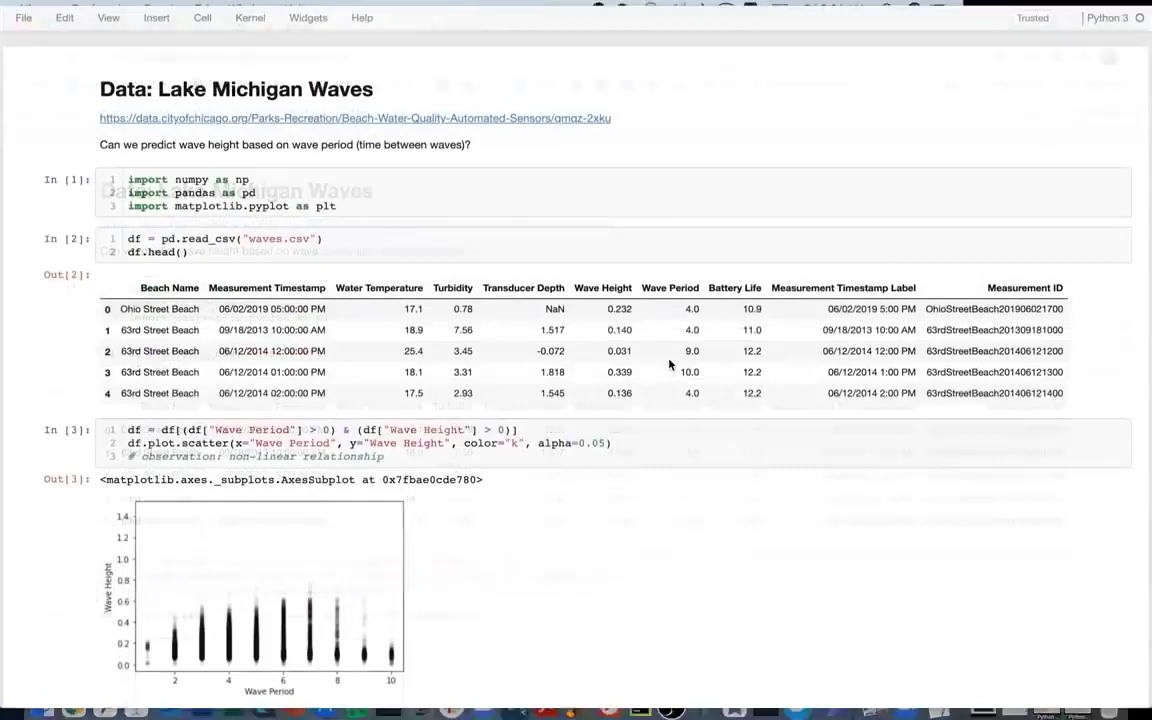 File Edit View Insert Cell Kernel Widgets Help Trusted Python 3
Data: Lake Michigan Waves
https://data.cityofchicago.org/Parks-Recreation/Beach-Water-Quality-Automated-Sensors/qmqz-2xku
Can we predict wave height based on wave period (time between waves)?
In [1]: 1 import numpy as np
2 import pandas as pd
3 import matplotlib.pyplot as plt
In [2]: 1 df = pd.read_csv("waves.csv")
2 df.head()
Out[2]:
Beach Name Measurement Timestamp Water Temperature Turbidity Transducer Depth Wave Height Wave Period Battery Life Measurement Timestamp Label Measurement ID
0 Ohio Street Beach 06/02/2019 05:00:00 PM 17.1 0.78 NaN 0.232 4.0 10.9 06/02/2019 5:00 PM OhioStreetBeach201906021700
1 63rd Street Beach 09/18/2013 10:00:00 AM 18.9 7.56 1.517 0.140 4.0 11.0 09/18/2013 10:00 AM 63rdStreetBeach201309181000
2 63rd Street Beach 06/12/2014 12:00:00 PM 25.4 3.45 -0.072 0.031 9.0 12.2 06/12/2014 12:00 PM 63rdStreetBeach201406121200
3 63rd Street Beach 06/12/2014 01:00:00 PM 18.1 3.31 1.818 0.339 10.0 12.2 06/12/2014 1:00 PM 63rdStreetBeach201406121300
4 63rd Street Beach 06/12/2014 02:00:00 PM 17.5 2.93 1.545 0.136 4.0 12.2 06/12/2014 2:00 PM 63rdStreetBeach201406121400
In [3]: 1 df = df[(df["Wave Period"] > 0) & (df["Wave Height"] > 0)]
2 df.plot.scatter(x="Wave Period", y="Wave Height", color="k", alpha=0.05)
3 # observation: non-linear relationship
Out[3]: <matplotlib.axes._subplots.AxesSubplot at 0x7fbae0cde780>
1.4
1.2
1.0
0.8
0.6
0.4
0.2
0.0
Wave Height
2 4 6 8 10
Wave Period